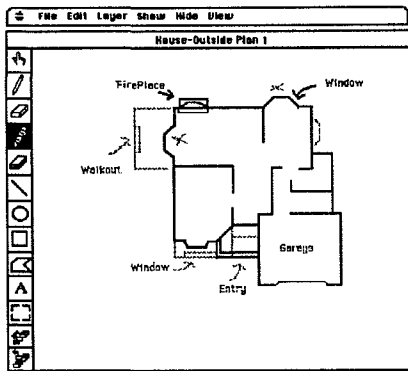 File Edit Layer Show Hide View
House-Outside Plan 1
FirePlace
Window
Walkout
Garage
Window
Entry
A